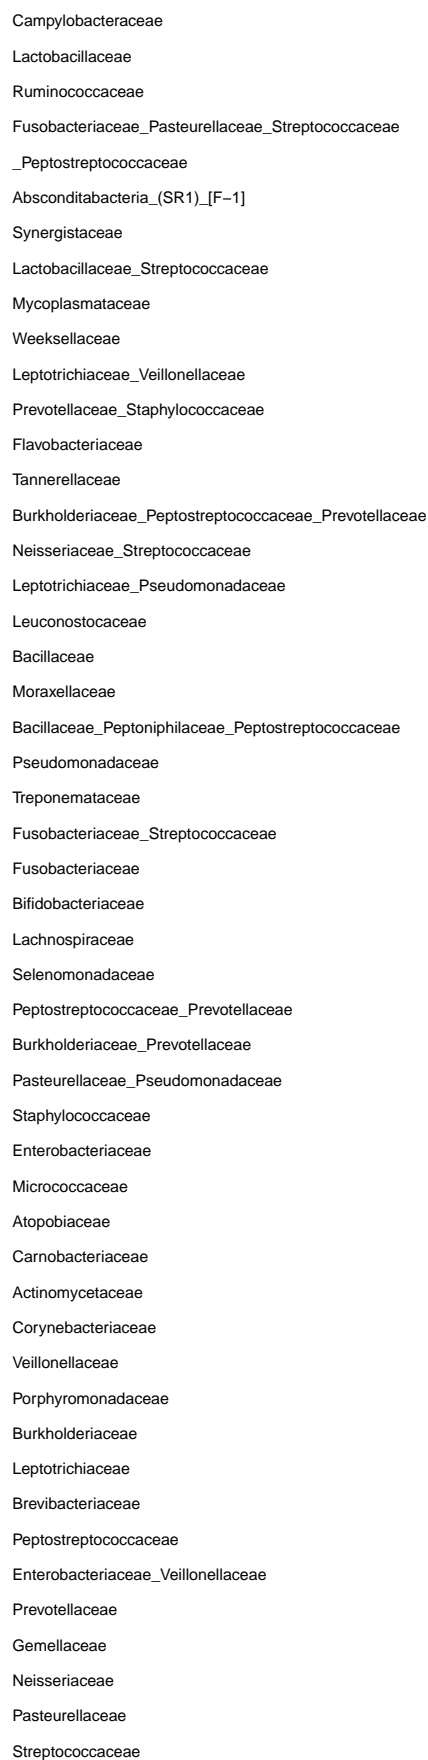 Campylobacteraceae
Lactobacillaceae
Ruminococcaceae
Fusobacteriaceae_Pasteurellaceae_Streptococcaceae
_Peptostreptococcaceae
Absconditabacteria_(SR1)_[F−1]
Synergistaceae
Lactobacillaceae_Streptococcaceae
Mycoplasmataceae
Weeksellaceae
Leptotrichiaceae_Veillonellaceae
Prevotellaceae_Staphylococcaceae
Flavobacteriaceae
Tannerellaceae
Burkholderiaceae_Peptostreptococcaceae_Prevotellaceae
Neisseriaceae_Streptococcaceae
Leptotrichiaceae_Pseudomonadaceae
Leuconostocaceae
Bacillaceae
Moraxellaceae
Bacillaceae_Peptoniphilaceae_Peptostreptococcaceae
Pseudomonadaceae
Treponemataceae
Fusobacteriaceae_Streptococcaceae
Fusobacteriaceae
Bifidobacteriaceae
Lachnospiraceae
Selenomonadaceae
Peptostreptococcaceae_Prevotellaceae
Burkholderiaceae_Prevotellaceae
Pasteurellaceae_Pseudomonadaceae
Staphylococcaceae
Enterobacteriaceae
Micrococcaceae
Atopobiaceae
Carnobacteriaceae
Actinomycetaceae
Corynebacteriaceae
Veillonellaceae
Porphyromonadaceae
Burkholderiaceae
Leptotrichiaceae
Brevibacteriaceae
Peptostreptococcaceae
Enterobacteriaceae_Veillonellaceae
Prevotellaceae
Gemellaceae
Neisseriaceae
Pasteurellaceae
Streptococcaceae